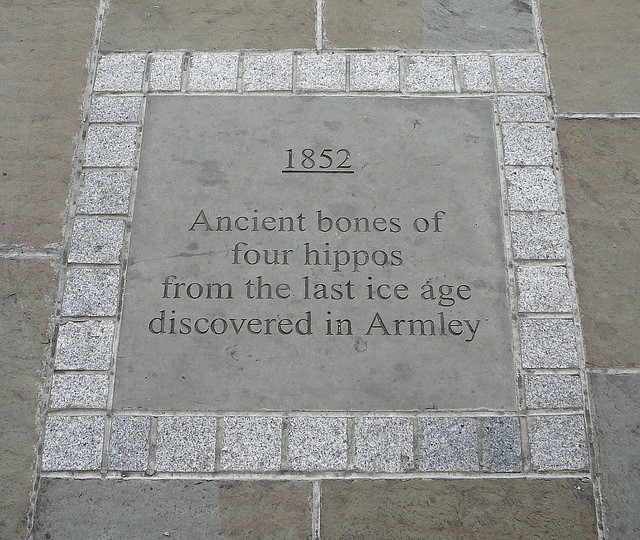 1852
Ancient bones of
four hippos
from the last ice age
discovered in Armley